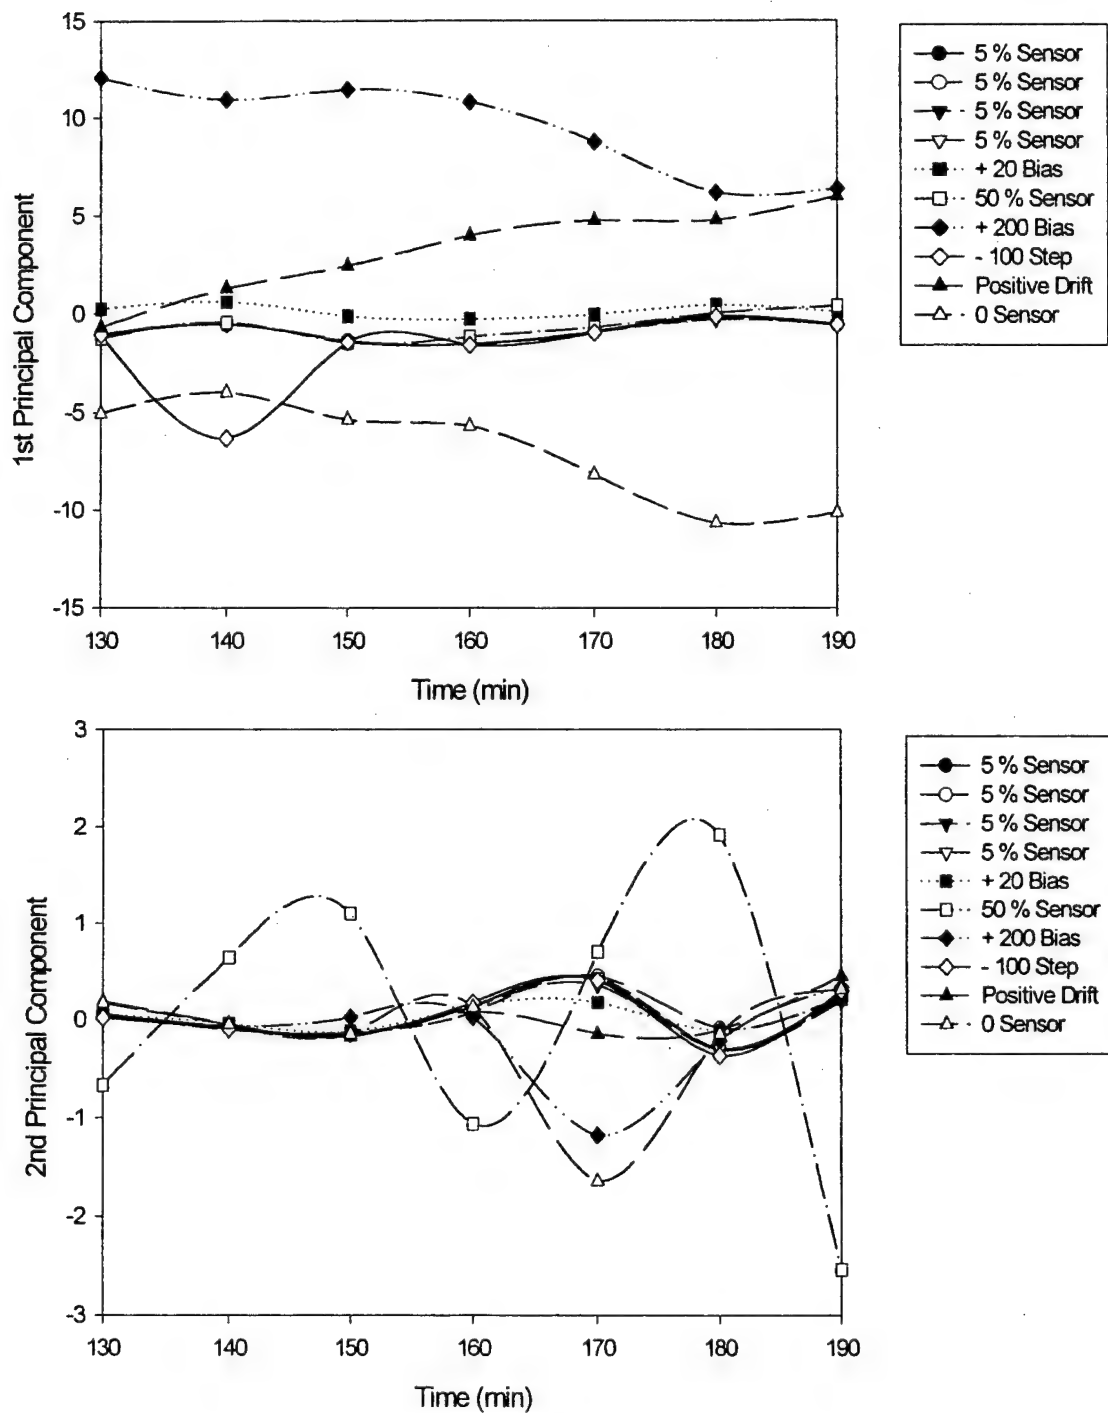 15
10
5
0
-5
-10
-15
1st Principal Component
130 140 150 160 170 180 190
Time (min)
5 % Sensor
5 % Sensor
5 % Sensor
5 % Sensor
+ 20 Bias
50 % Sensor
+ 200 Bias
- 100 Step
Positive Drift
0 Sensor
3
2
1
0
-1
-2
-3
2nd Principal Component
130 140 150 160 170 180 190
Time (min)
5 % Sensor
5 % Sensor
5 % Sensor
5 % Sensor
+ 20 Bias
50 % Sensor
+ 200 Bias
- 100 Step
Positive Drift
0 Sensor